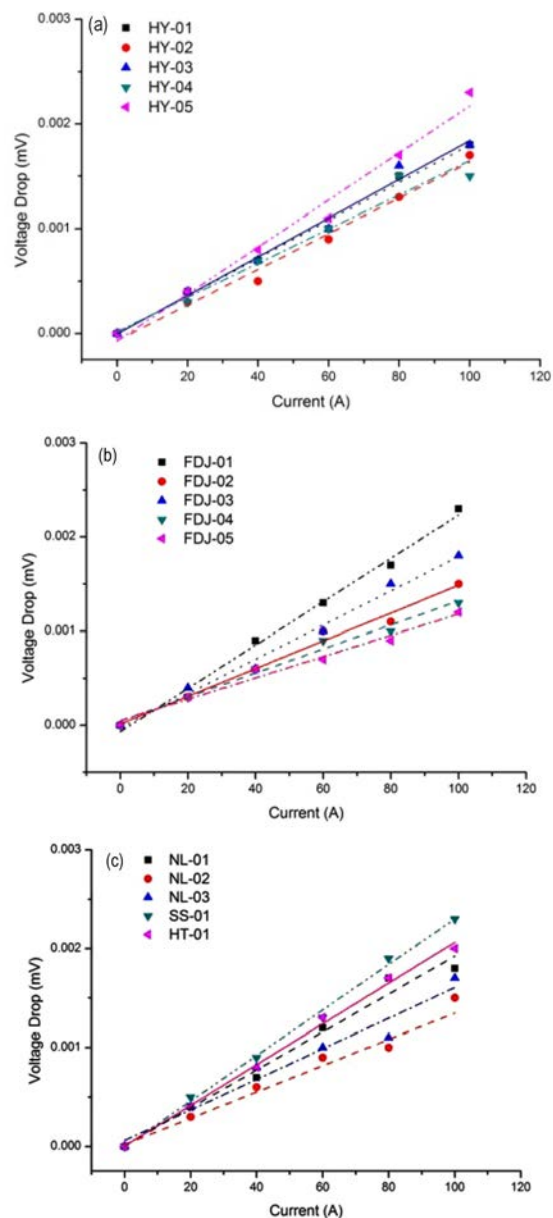 (a)
HY-01
HY-02
HY-03
HY-04
HY-05
0.003
0.002
0.001
0.000
Voltage Drop (mV)
0 20 40 60 80 100 120
Current (A)
(b)
FDJ-01
FDJ-02
FDJ-03
FDJ-04
FDJ-05
0.003
0.002
0.001
0.000
Voltage Drop (mV)
0 20 40 60 80 100 120
Current (A)
(c)
NL-01
NL-02
NL-03
SS-01
HT-01
0.003
0.002
0.001
0.000
Voltage Drop (mV)
0 20 40 60 80 100 120
Current (A)